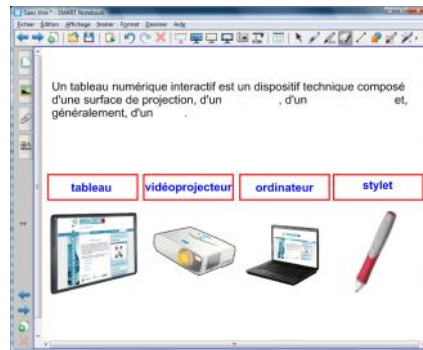 Sans titre * - SMART Notebook
Fichier Édition Affichage Insérer Format Dessiner Aide
Un tableau numérique interactif est un dispositif technique composé
d'une surface de projection, d'un , d'un et,
généralement, d'un .
tableau vidéoprojecteur ordinateur stylet